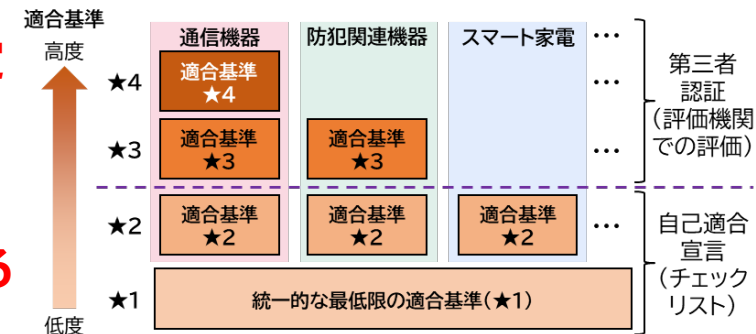 適合基準
高度
低度
通信機器
防犯関連機器
スマート家電
…
★4
適合基準
★4
…
★3
適合基準
★3
適合基準
★3
…
★2
適合基準
★2
適合基準
★2
適合基準
★2
…
★1
統一的な最低限の適合基準(★1)
第三者
認証
(評価機関
での評価)
自己適合
宣言
(チェック
リスト)
る